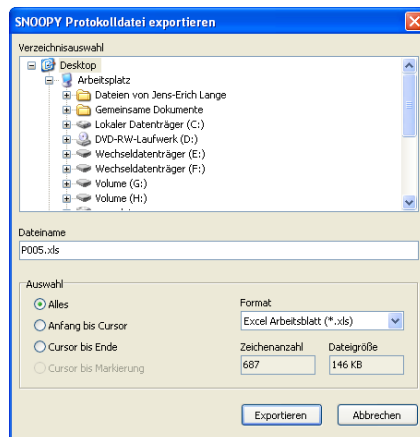 SNOOPY Protokolldatei exportieren
Verzeichnisauswahl
Desktop
Arbeitsplatz
Dateien von Jens-Erich Lange
Gemeinsame Dokumente
Lokaler Datenträger (C:)
DVD-RW-Laufwerk (D:)
Wechseldatenträger (E:)
Wechseldatenträger (F:)
Volume (G:)
Volume (H:)
Dateiname
P005.xls
Auswahl
Alles
Anfang bis Cursor
Cursor bis Ende
Cursor bis Markierung
Format
Excel Arbeitsblatt (*.xls)
Zeichenanzahl Dateigröße
687 146 KB
Exportieren Abbrechen